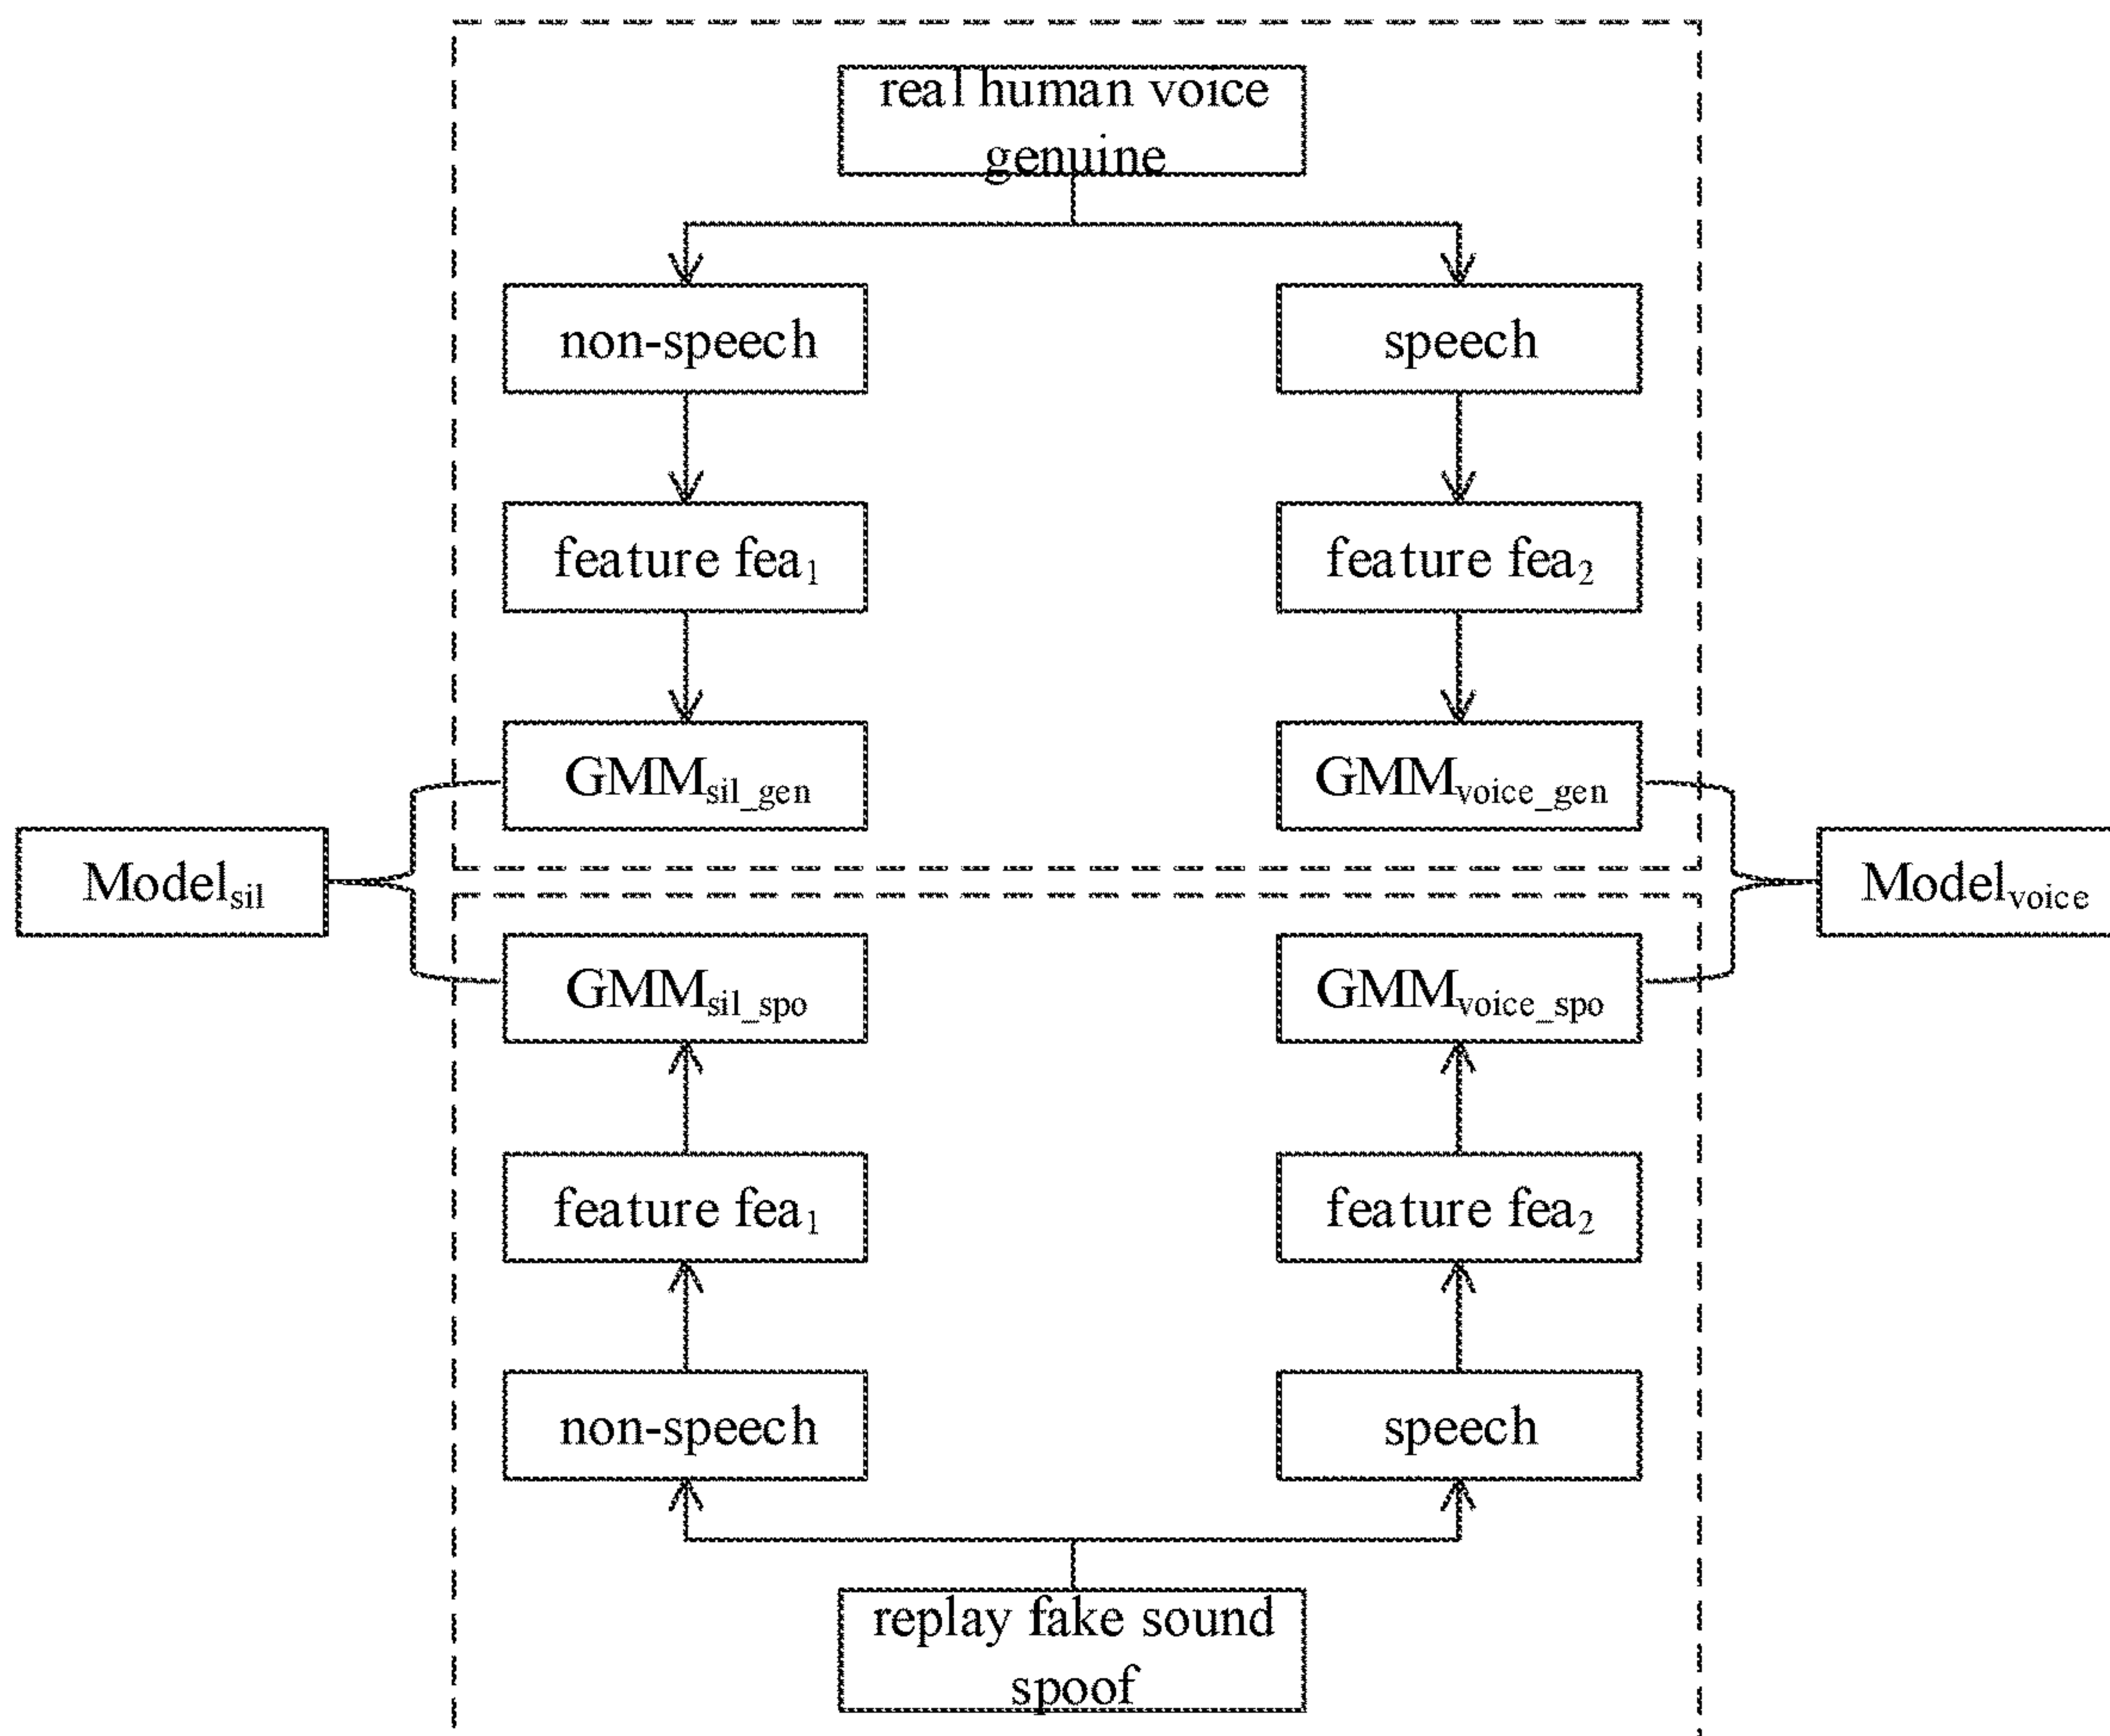 real human voice
genuine
non-speech
speech
feature fea₁
feature fea₂
GMMsil_gen
GMMvoice_gen
Modelsil
Modelvoice
GMMsil_spo
GMMvoice_spo
feature fea₁
feature fea₂
non-speech
speech
replay fake sound
spoof